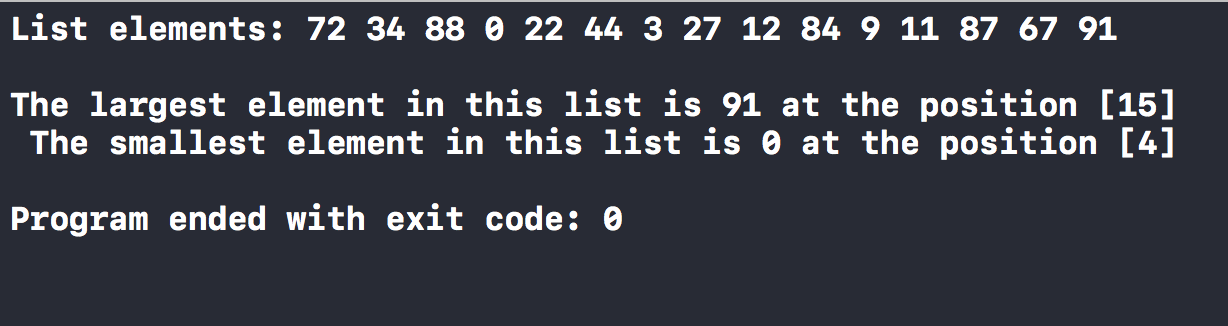 List elements: 72 34 88 0 22 44 3 27 12 84 9 11 87 67 91
The largest element in this list is 91 at the position [15]
The smallest element in this list is 0 at the position [4]
Program ended with exit code: 0